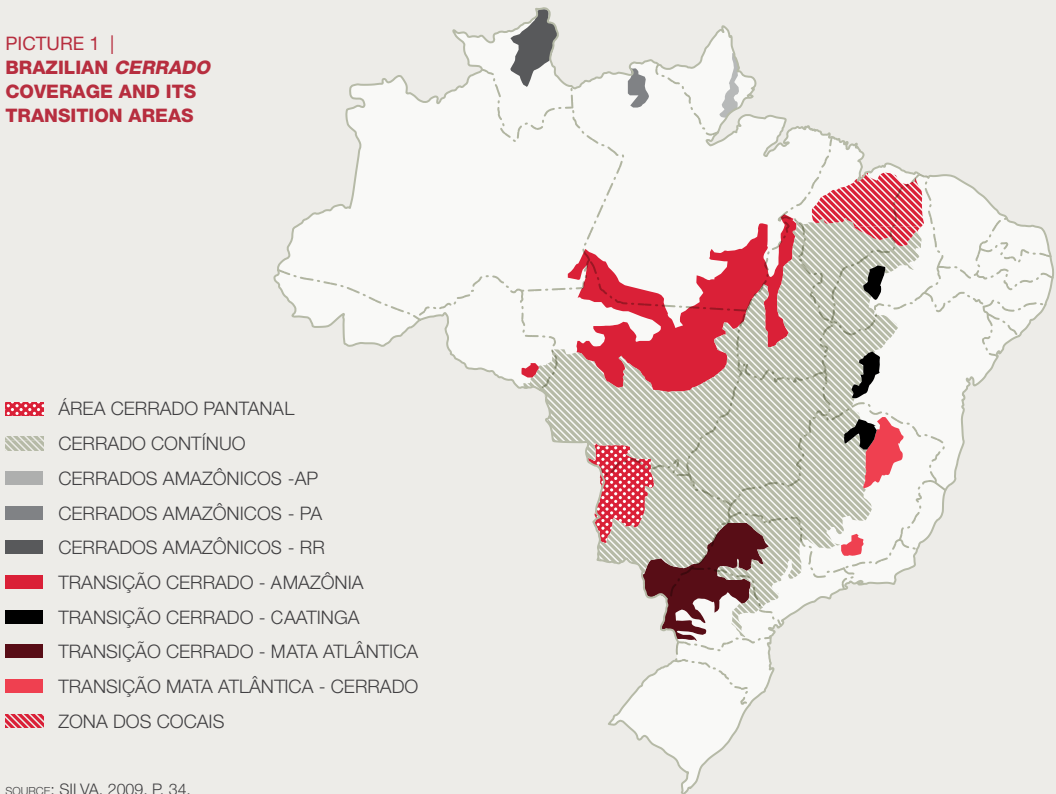 PICTURE 1 |
BRAZILIAN CERRADO
COVERAGE AND ITS
TRANSITION AREAS
ÁREA CERRADO PANTANAL
CERRADO CONTÍNUO
CERRADOS AMAZÔNICOS -AP
CERRADOS AMAZÔNICOS - PA
CERRADOS AMAZÔNICOS - RR
TRANSIÇÃO CERRADO - AMAZÔNIA
TRANSIÇÃO CERRADO - CAATINGA
TRANSIÇÃO CERRADO - MATA ATLÂNTICA
TRANSIÇÃO MATA ATLÂNTICA - CERRADO
ZONA DOS COCAIS
SOURCE: SILVA, 2009, P. 34.